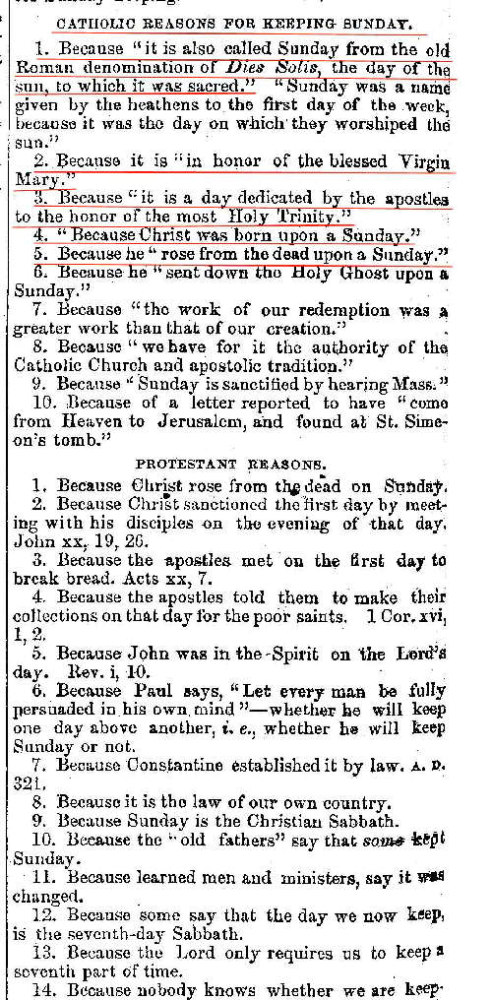 CATHOLIC REASONS FOR KEEPING SUNDAY.
1. Because "it is also called Sunday from the old
Roman denomination of Dies Solis, the day of the
sun, to which it was sacred." "Sunday was a name
given by the heathens to the first day of the week,
because it was the day on which they worshiped the
sun."
2. Because it is "in honor of the blessed Virgin
Mary."
3. Because "it is a day dedicated by the apostles
to the honor of the most Holy Trinity."
4. "Because Christ was born upon a Sunday."
5. Because he "rose from the dead upon a Sunday."
6. Because he "sent down the Holy Ghost upon a
Sunday."
7. Because "the work of our redemption was a
greater work than that of our creation."
8. Because "we have for it the authority of the
Catholic Church and apostolic tradition."
9. Because "Sunday is sanctified by hearing Mass."
10. Because of a letter reported to have "come
from Heaven to Jerusalem, and found at St. Sime-
on's tomb."
PROTESTANT REASONS.
1. Because Christ rose from the dead on Sunday.
2. Because Christ sanctioned the first day by meet-
ing with his disciples on the evening of that day.
John xx, 19, 26.
3. Because the apostles met on the first day to
break bread. Acts xx, 7.
4. Because the apostles told them to make their
collections on that day for the poor saints. 1 Cor. xvi,
1, 2.
5. Because John was in the Spirit on the Lord's
day. Rev. i, 10.
6. Because Paul says, "Let every man be fully
persuaded in his own mind"—whether he will keep
one day above another, i. e., whether he will keep
Sunday or not.
7. Because Constantine established it by law. A. D.
321.
8. Because it is the law of our own country.
9. Because Sunday is the Christian Sabbath.
10. Because the "old fathers" say that some kept
Sunday.
11. Because learned men and ministers, say it was
changed.
12. Because some say that the day we now keep,
is the seventh-day Sabbath.
13. Because the Lord only requires us to keep a
seventh part of time.
14. Because nobody knows whether we are keep-